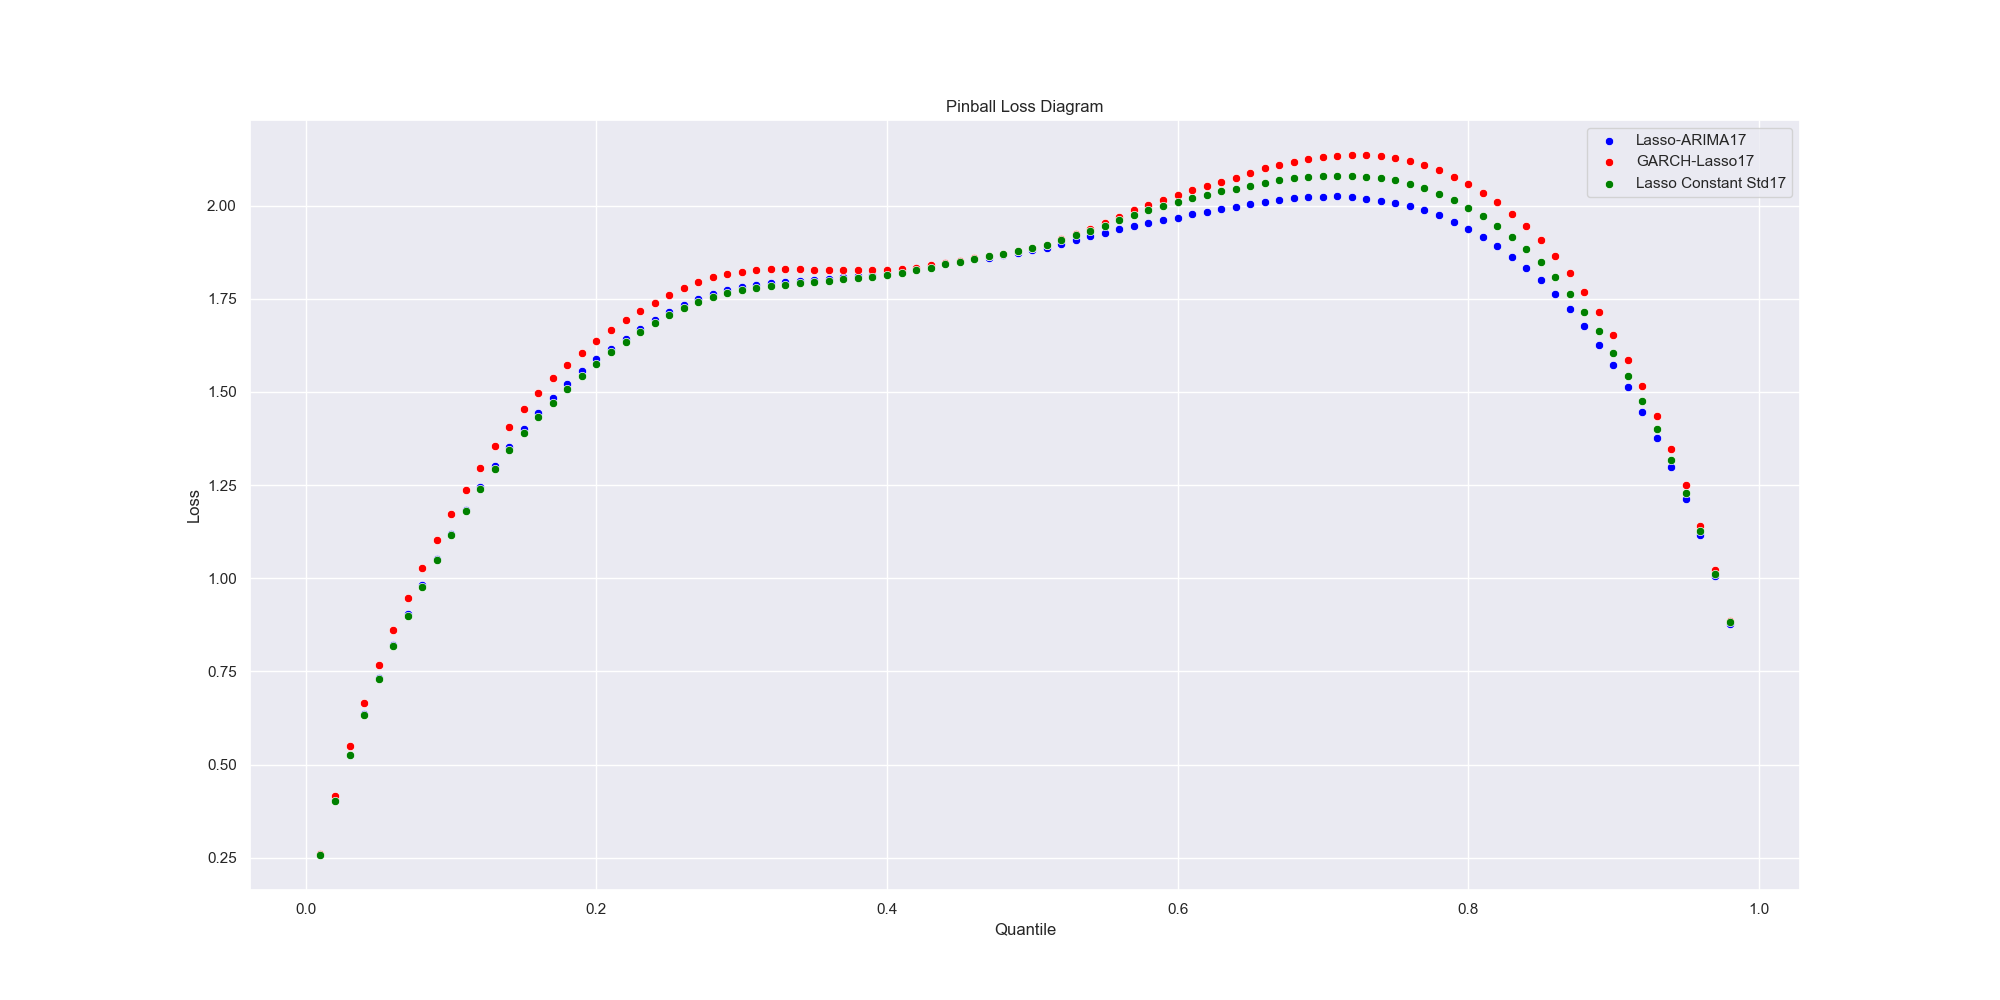 Pinball Loss Diagram
Lasso-ARIMA17
GARCH-Lasso17
Lasso Constant Std17
Loss
2.00
1.75
1.50
1.25
1.00
0.75
0.50
0.25
0.0 0.2 0.4 0.6 0.8 1.0
Quantile